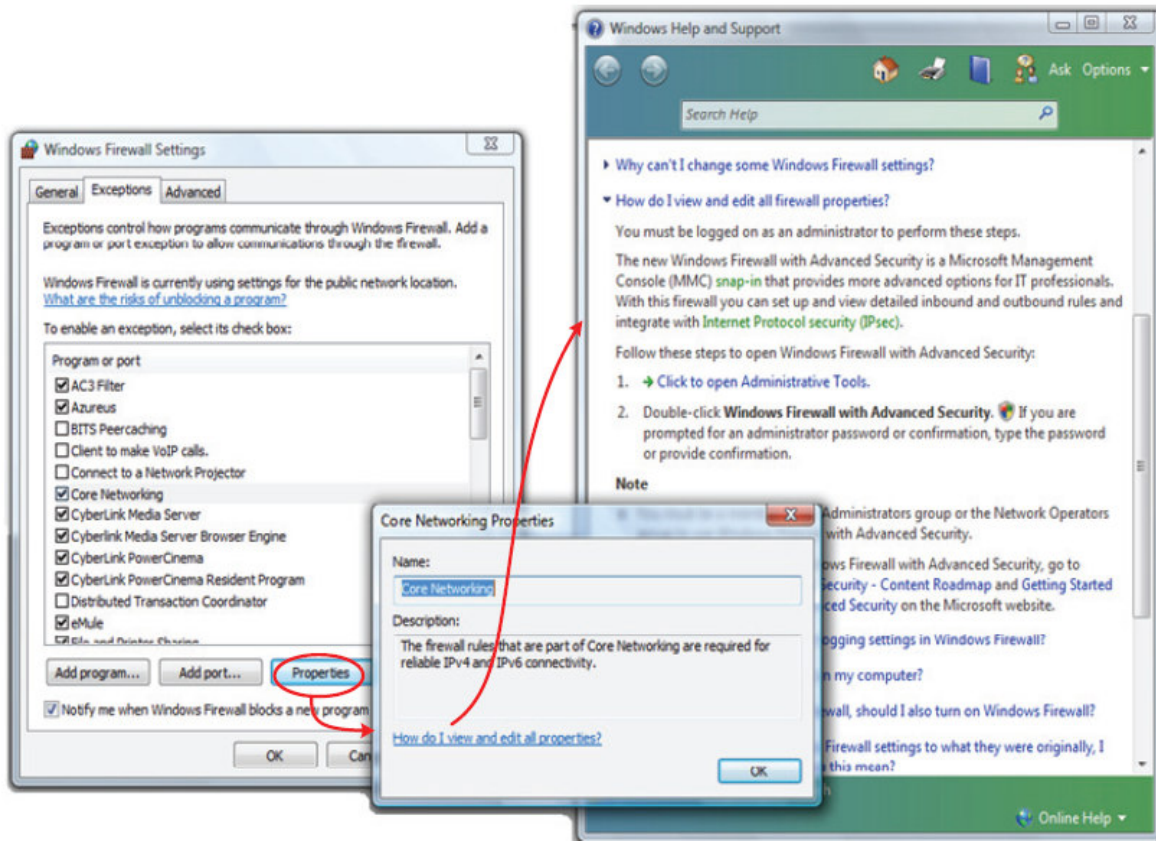 Windows Firewall Settings
General Exceptions Advanced
Exceptions control how programs communicate through Windows Firewall. Add a
program or port exception to allow communications through the firewall.
Windows Firewall is currently using settings for the public network location.
What are the risks of unblocking a program?
To enable an exception, select its check box:
Program or port
AC3 Filter
Azureus
BITS Peercaching
Client to make VoIP calls.
Connect to a Network Projector
Core Networking
CyberLink Media Server
Cyberlink Media Server Browser Engine
CyberLink PowerCinema
CyberLink PowerCinema Resident Program
Distributed Transaction Coordinator
eMule
File and Printer Sharing
Add program... Add port... Properties
Notify me when Windows Firewall blocks a new program
OK Can
Core Networking Properties
Name:
Core Networking
Description:
The firewall rules that are part of Core Networking are required for
reliable IPv4 and IPv6 connectivity.
How do I view and edit all properties?
OK
Windows Help and Support
Ask Options
Search Help
Why can't I change some Windows Firewall settings?
How do I view and edit all firewall properties?
You must be logged on as an administrator to perform these steps.
The new Windows Firewall with Advanced Security is a Microsoft Management
Console (MMC) snap-in that provides more advanced options for IT professionals.
With this firewall you can set up and view detailed inbound and outbound rules and
integrate with Internet Protocol security (IPsec).
Follow these steps to open Windows Firewall with Advanced Security:
1. Click to open Administrative Tools.
2. Double-click Windows Firewall with Advanced Security. If you are
prompted for an administrator password or confirmation, type the password
or provide confirmation.
Note
Administrators group or the Network Operators
with Advanced Security.
ows Firewall with Advanced Security, go to
Security - Content Roadmap and Getting Started
ced Security on the Microsoft website.
ogging settings in Windows Firewall?
n my computer?
wall, should I also turn on Windows Firewall?
Firewall settings to what they were originally, I
this mean?
Online Help